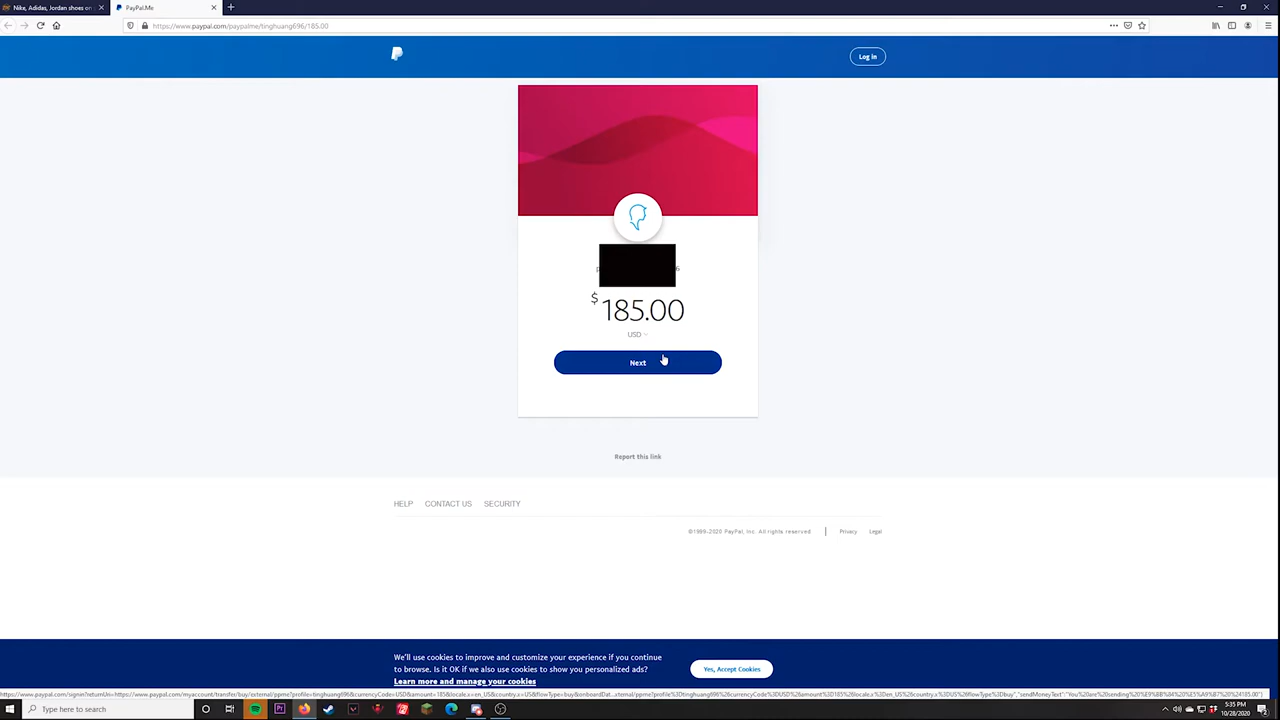 Nike, Adidas, Jordan shoes on
PayPal.Me
https://www.paypal.com/paypalme/tinghuang696/185.00
Log in
p 6
$185.00
USD
Next
Report this link
HELP CONTACT US SECURITY
©1999-2020 PayPal, Inc. All rights reserved Privacy Legal
We'll use cookies to improve and customize your experience if you continue
to browse. Is it OK if we also use cookies to show you personalized ads?
Learn more and manage your cookies
Yes, Accept Cookies
Type here to search
5:35 PM
10/28/2020